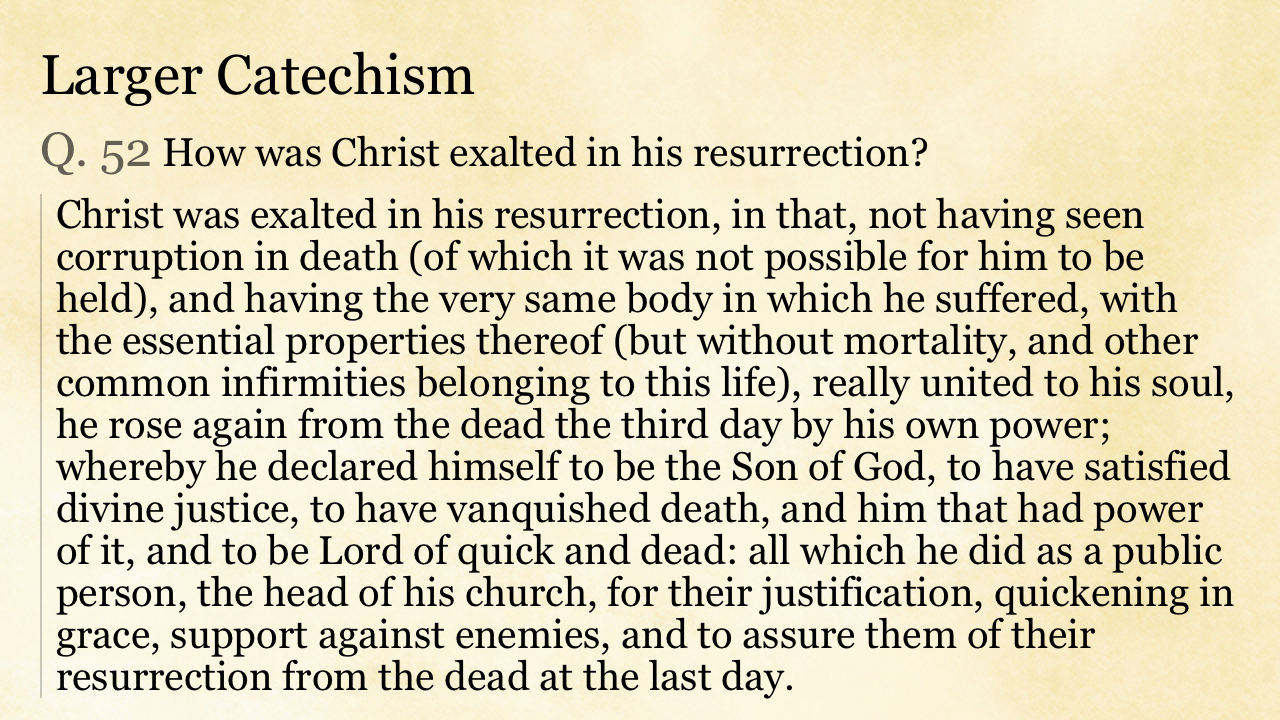 Larger Catechism
Q. 52 How was Christ exalted in his resurrection?
Christ was exalted in his resurrection, in that, not having seen
corruption in death (of which it was not possible for him to be
held), and having the very same body in which he suffered, with
the essential properties thereof (but without mortality, and other
common infirmities belonging to this life), really united to his soul,
he rose again from the dead the third day by his own power;
whereby he declared himself to be the Son of God, to have satisfied
divine justice, to have vanquished death, and him that had power
of it, and to be Lord of quick and dead: all which he did as a public
person, the head of his church, for their justification, quickening in
grace, support against enemies, and to assure them of their
resurrection from the dead at the last day.